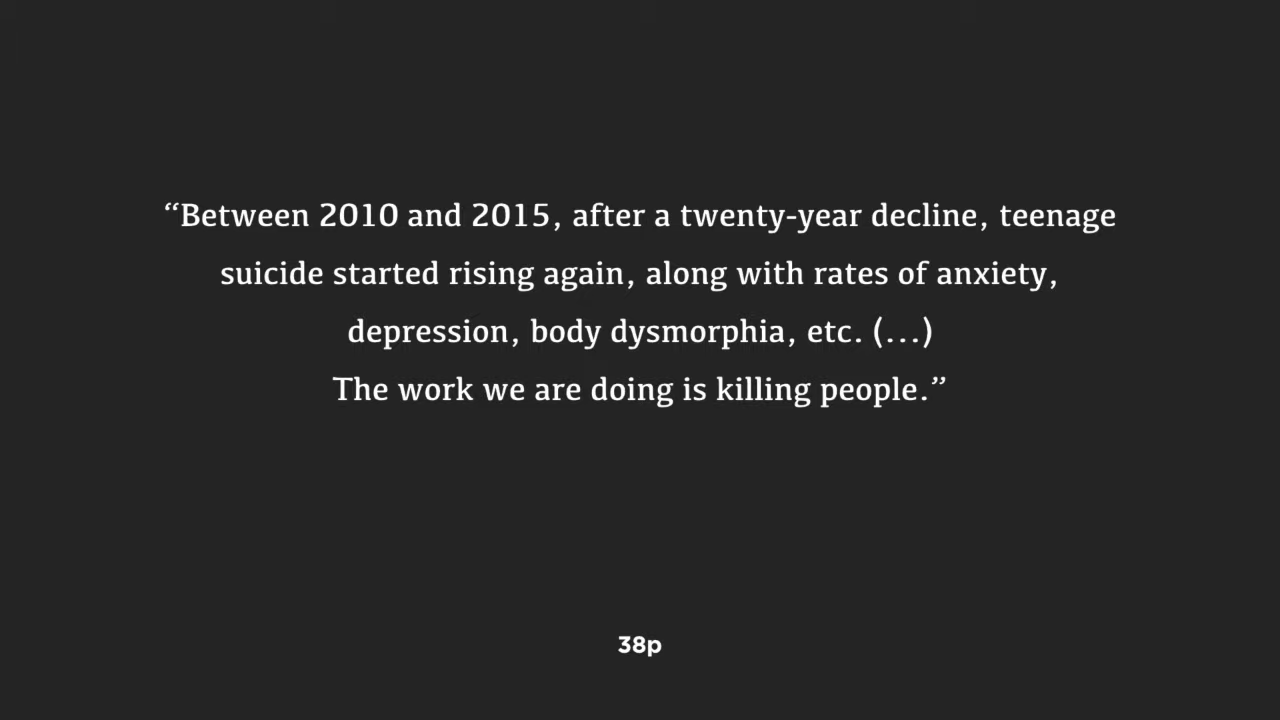 “Between 2010 and 2015, after a twenty-year decline, teenage
suicide started rising again, along with rates of anxiety,
depression, body dysmorphia, etc. (...)
The work we are doing is killing people.”
38p